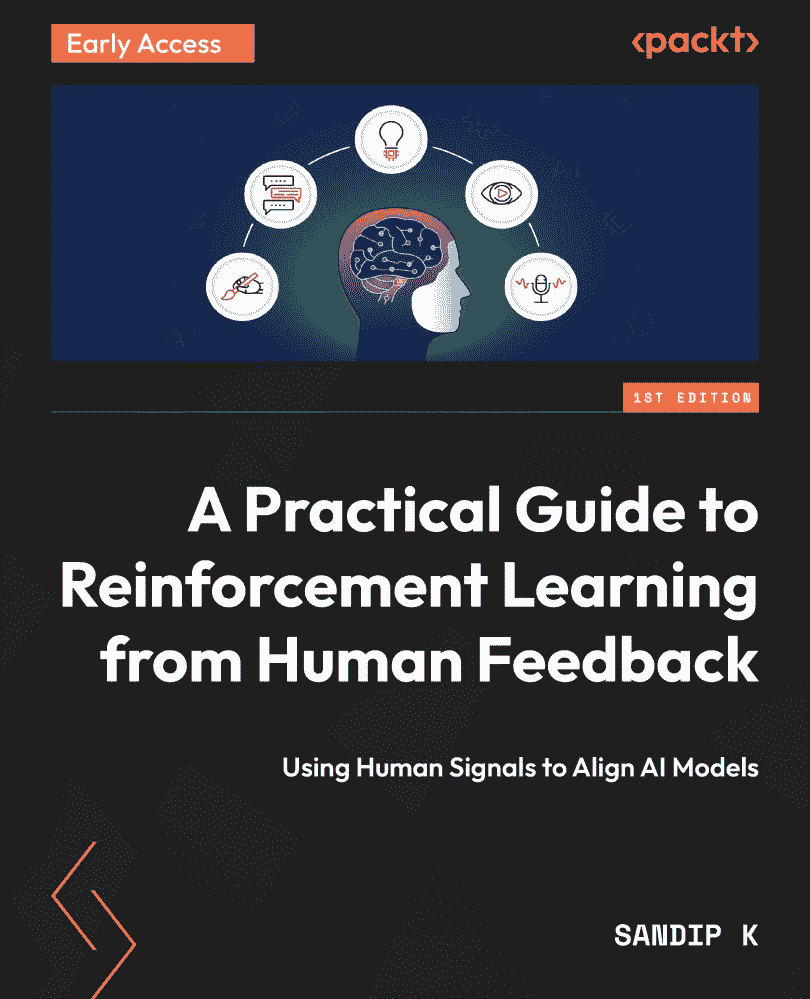 Early Access
<packt>
1ST EDITION
A Practical Guide to
Reinforcement Learning
from Human Feedback
Using Human Signals to Align AI Models
SANDIP K